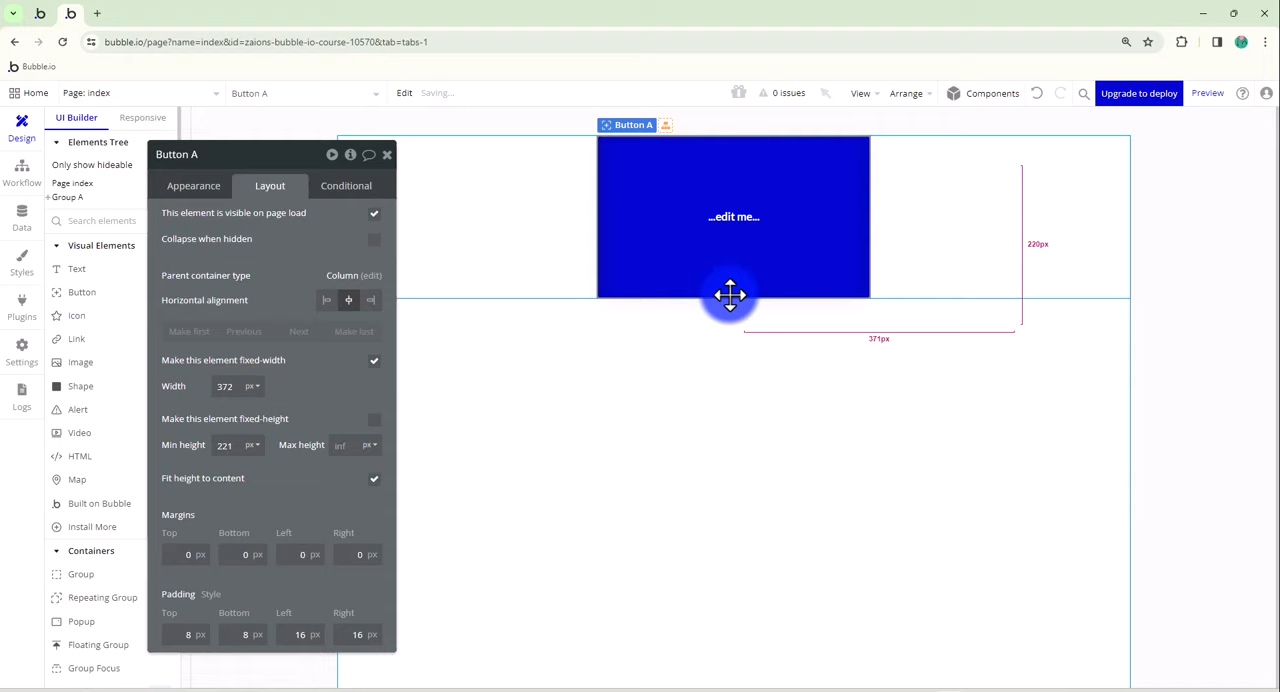 bubble.io/page?name=index&id=zaions-bubble-io-course-10570&tab=tabs-1
Bubble.io
Home
Page: index
Button A
Edit
Saving...
0 issues
View
Arrange
Components
Upgrade to deploy
Preview
Design
Workflow
Data
Styles
Plugins
Settings
Logs
UI Builder
Responsive
Elements Tree
Only show hideable
Page index
Group A
Search elements
Visual Elements
Text
Button
Icon
Link
Image
Shape
Alert
Video
HTML
Map
Built on Bubble
Install More
Containers
Group
Repeating Group
Popup
Floating Group
Group Focus
Button A
Appearance
Layout
Conditional
This element is visible on page load
Collapse when hidden
Parent container type Column (edit)
Horizontal alignment
Make first Previous Next Make last
Make this element fixed-width
Width 372 px
Make this element fixed-height
Min height 221 px Max height inf px
Fit height to content
Margins
Top Bottom Left Right
0 px 0 px 0 px 0 px
Padding Style
Top Bottom Left Right
8 px 8 px 16 px 16 px
Button A
...edit me...
220px
371px